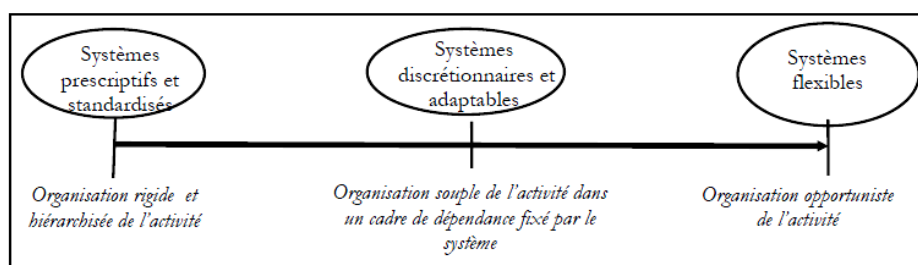 Systèmes
prescriptifs et
standardisés
Systèmes
discrétionnaires et
adaptables
Systèmes
flexibles
Organisation rigide et
hiérarchisée de l'activité
Organisation souple de l'activité dans
un cadre de dépendance fixé par le
système
Organisation opportuniste
de l'activité